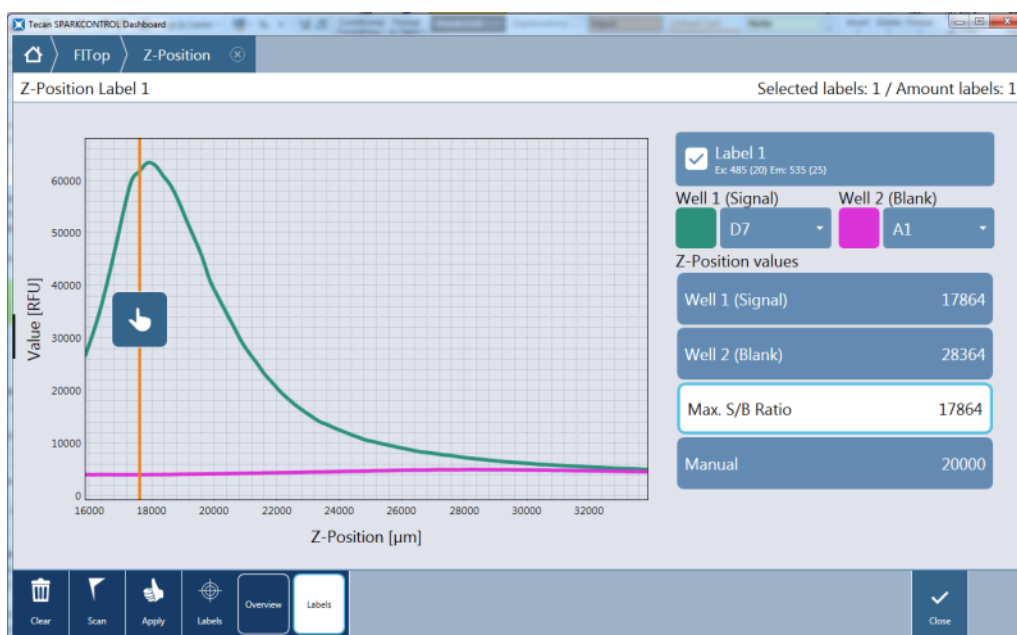 Tecan SPARKCONTROL Dashboard
FITop
Z-Position
Z-Position Label 1
Selected labels: 1 / Amount labels: 1
Value [RFU]
60000
50000
40000
30000
20000
10000
0
16000 18000 20000 22000 24000 26000 28000 30000 32000
Z-Position [µm]
Label 1
Ex: 485 (20) Em: 535 (25)
Well 1 (Signal) Well 2 (Blank)
D7 A1
Z-Position values
Well 1 (Signal) 17864
Well 2 (Blank) 28364
Max. S/B Ratio 17864
Manual 20000
Clear
Scan
Apply
Labels
Overview
Labels
Close